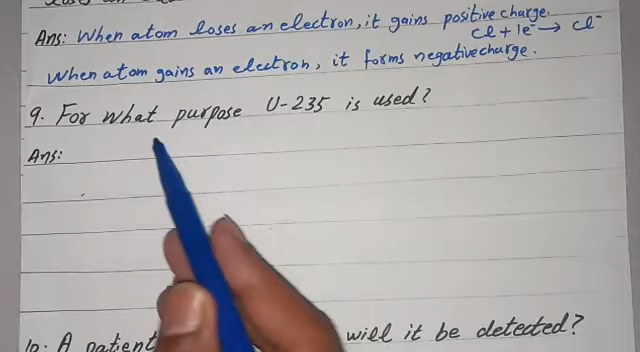 Ans: When atom loses an electron, it gains positive charge.
Cl + 1e⁻ → Cl⁻
When atom gains an electron, it forms negative charge.
9. For what purpose U-235 is used?
Ans:
10. A patient will it be detected?